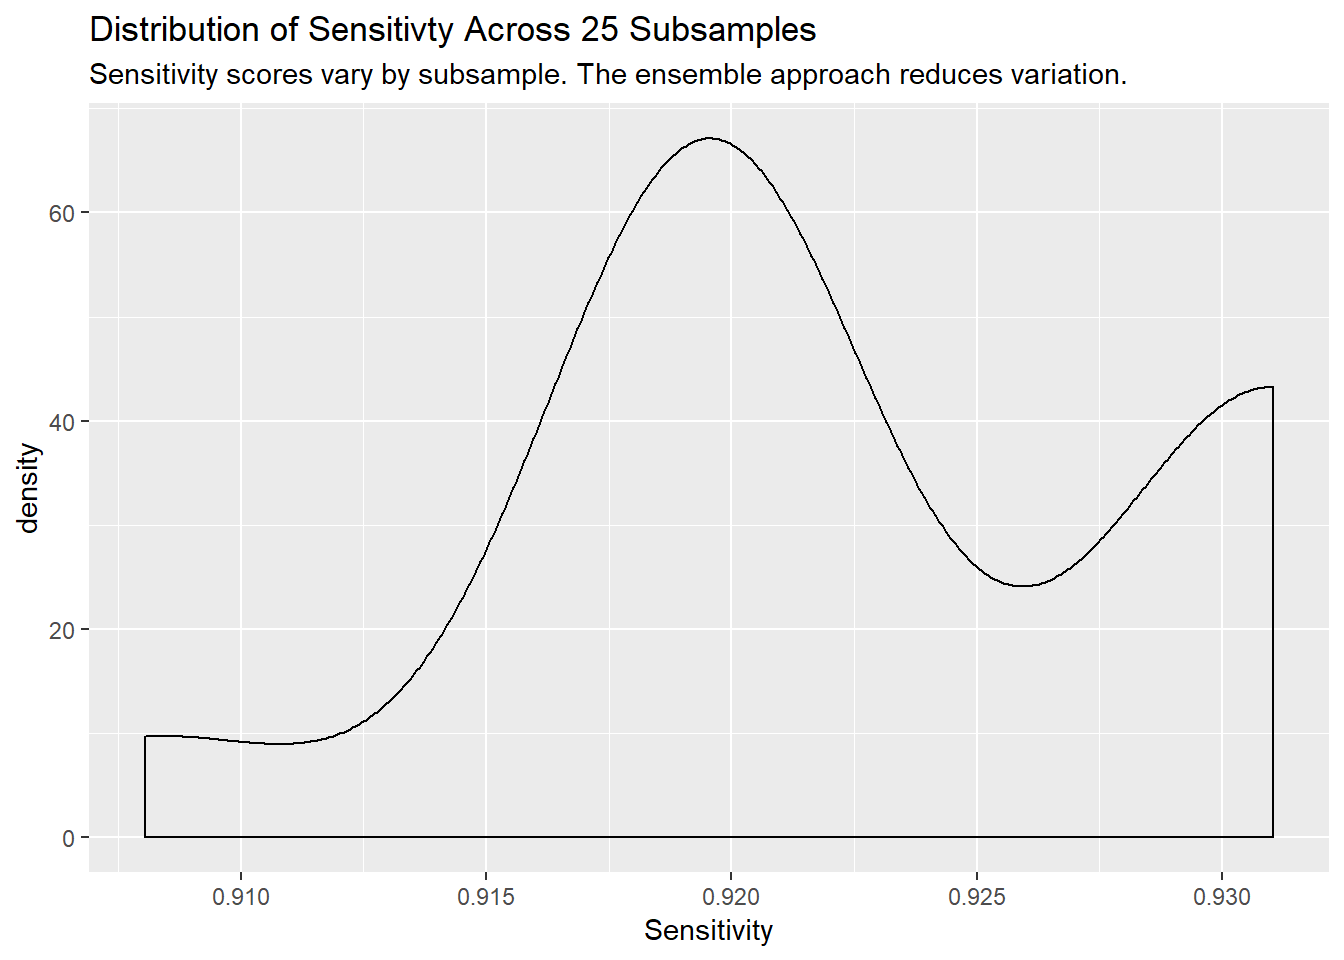 Distribution of Sensitivty Across 25 Subsamples
Sensitivity scores vary by subsample. The ensemble approach reduces variation.
60
40
20
0
density
0.910 0.915 0.920 0.925 0.930
Sensitivity